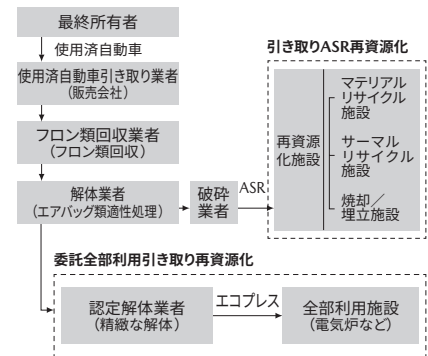 最終所有者
使用済自動車
使用済自動車引き取り業者
(販売会社)
フロン類回収業者
(フロン類回収)
解体業者
(エアバッグ類適性処理)
破砕
業者
ASR
引き取りASR再資源化
再資源
化施設
マテリアル
リサイクル
施設
サーマル
リサイクル
施設
焼却／
埋立施設
委託全部利用引き取り再資源化
認定解体業者
(精緻な解体)
エコプレス
全部利用施設
(電気炉など)